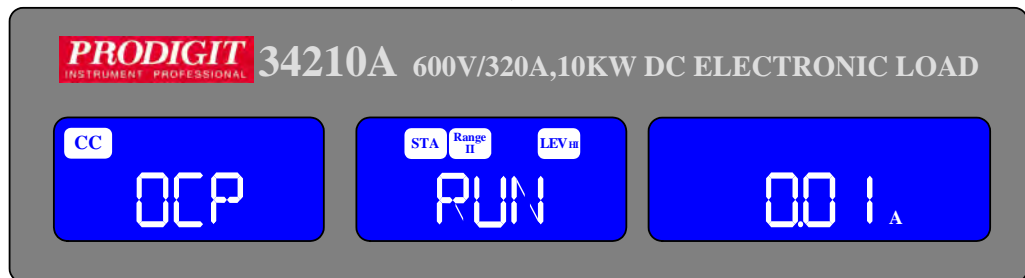 PRODIGIT
INSTRUMENT PROFESSIONAL
34210A 600V/320A,10KW DC ELECTRONIC LOAD
CC
STA Range II LEV HI
OCP RUN 0.01 A